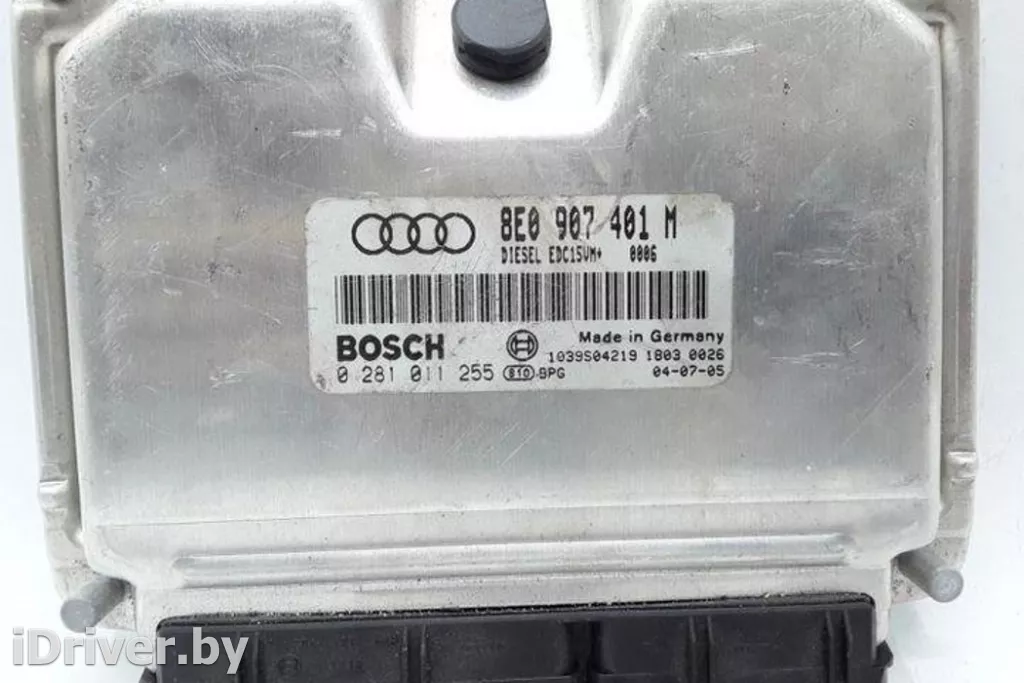 8E0 907 401 M
DIESEL EDC15VM+ 0006
BOSCH
Made in Germany
1039S04219 1803 0026
0 281 011 255 810 BPG 04-07-05
iDriver.by